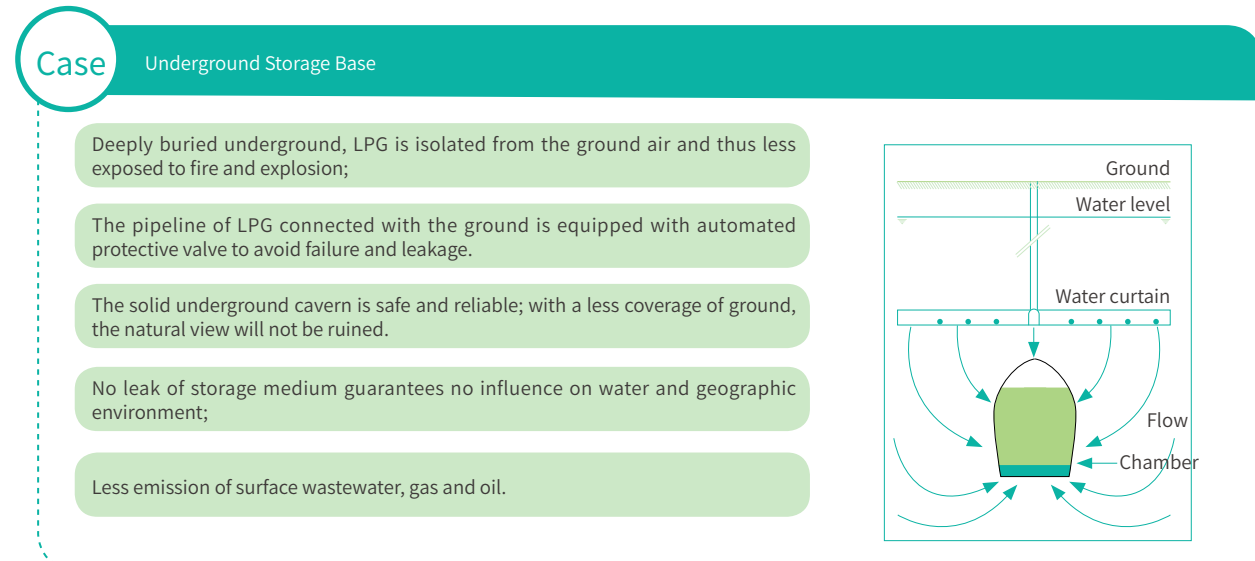 Case
Underground Storage Base
Deeply buried underground, LPG is isolated from the ground air and thus less
exposed to fire and explosion;
The pipeline of LPG connected with the ground is equipped with automated
protective valve to avoid failure and leakage.
The solid underground cavern is safe and reliable; with a less coverage of ground,
the natural view will not be ruined.
No leak of storage medium guarantees no influence on water and geographic
environment;
Less emission of surface wastewater, gas and oil.
Ground
Water level
Water curtain
Flow
Chamber